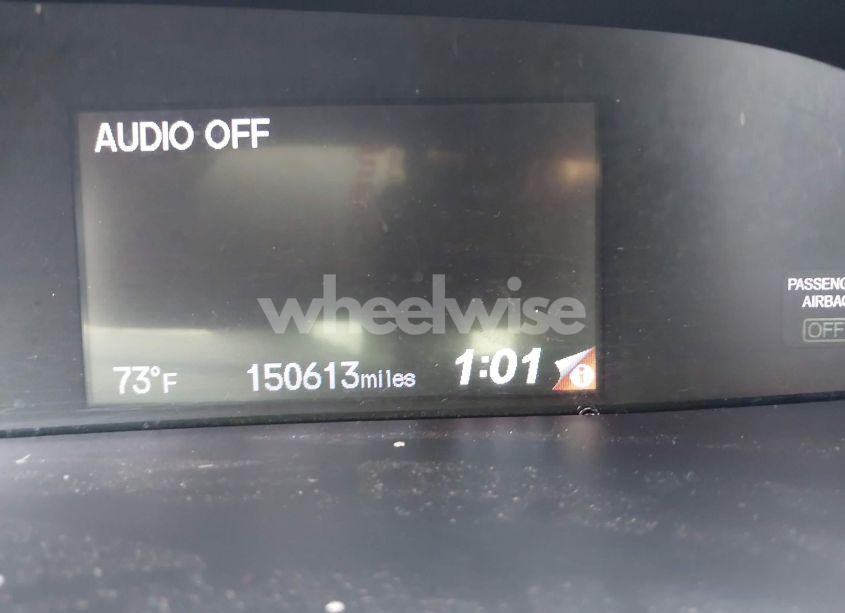 AUDIO OFF
PASSENG
AIRBAG
OFF
wheelwise
73°F 150613miles 1:01 i